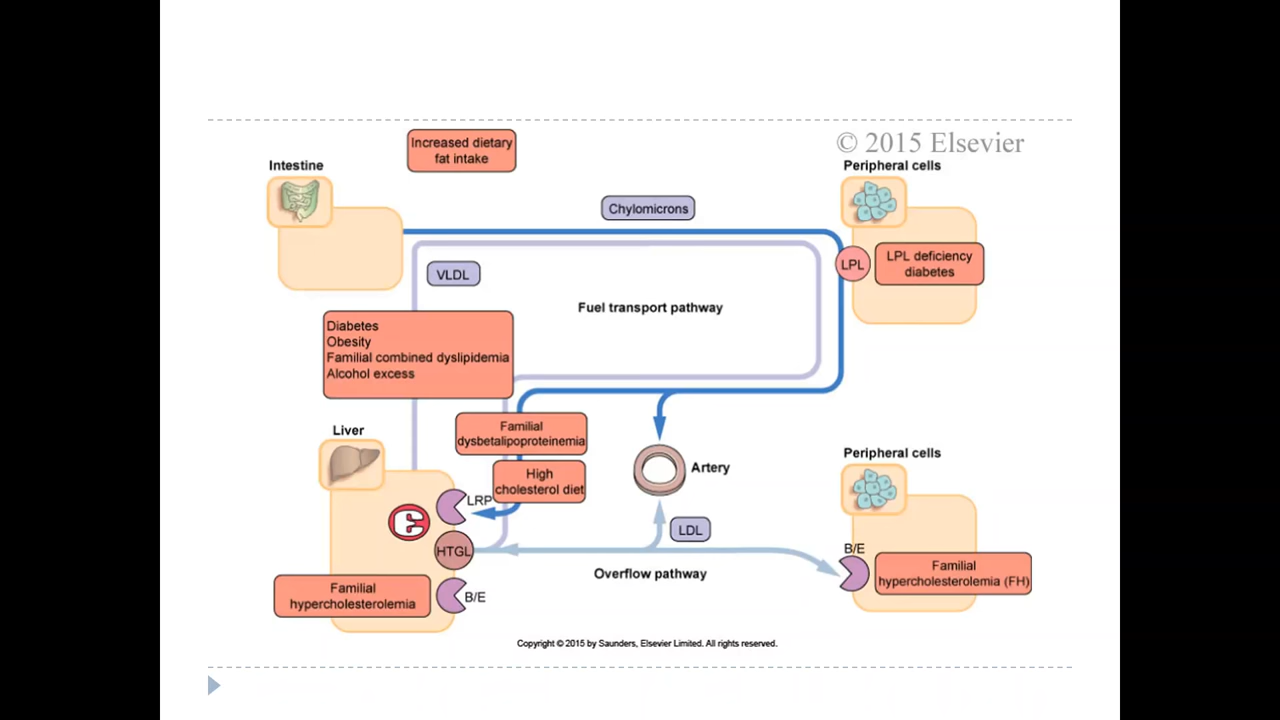 Increased dietary
fat intake
© 2015 Elsevier
Intestine
Peripheral cells
Chylomicrons
LPL
LPL deficiency
diabetes
VLDL
Fuel transport pathway
Diabetes
Obesity
Familial combined dyslipidemia
Alcohol excess
Familial
dysbetalipoproteinemia
Liver
High
cholesterol diet
Artery
Peripheral cells
LRP
LDL
HTGL
B/E
Overflow pathway
Familial
hypercholesterolemia (FH)
Familial
hypercholesterolemia
B/E
Copyright © 2015 by Saunders, Elsevier Limited. All rights reserved.